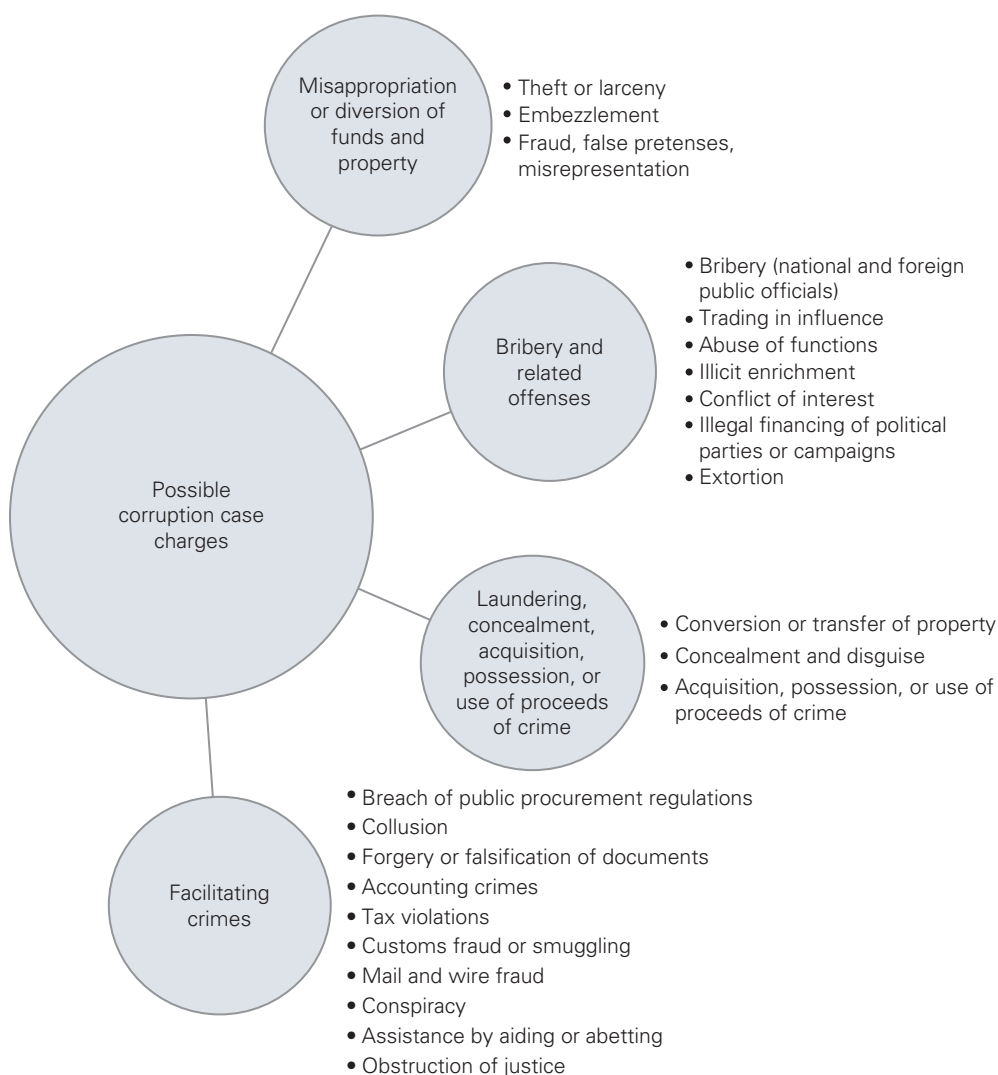 Misappropriation
or diversion of
funds and
property
• Theft or larceny
• Embezzlement
• Fraud, false pretenses,
misrepresentation
Bribery and
related
offenses
• Bribery (national and foreign
public officials)
• Trading in influence
• Abuse of functions
• Illicit enrichment
• Conflict of interest
• Illegal financing of political
parties or campaigns
• Extortion
Possible
corruption case
charges
Laundering,
concealment,
acquisition,
possession, or
use of proceeds
of crime
• Conversion or transfer of property
• Concealment and disguise
• Acquisition, possession, or use of
proceeds of crime
Facilitating
crimes
• Breach of public procurement regulations
• Collusion
• Forgery or falsification of documents
• Accounting crimes
• Tax violations
• Customs fraud or smuggling
• Mail and wire fraud
• Conspiracy
• Assistance by aiding or abetting
• Obstruction of justice